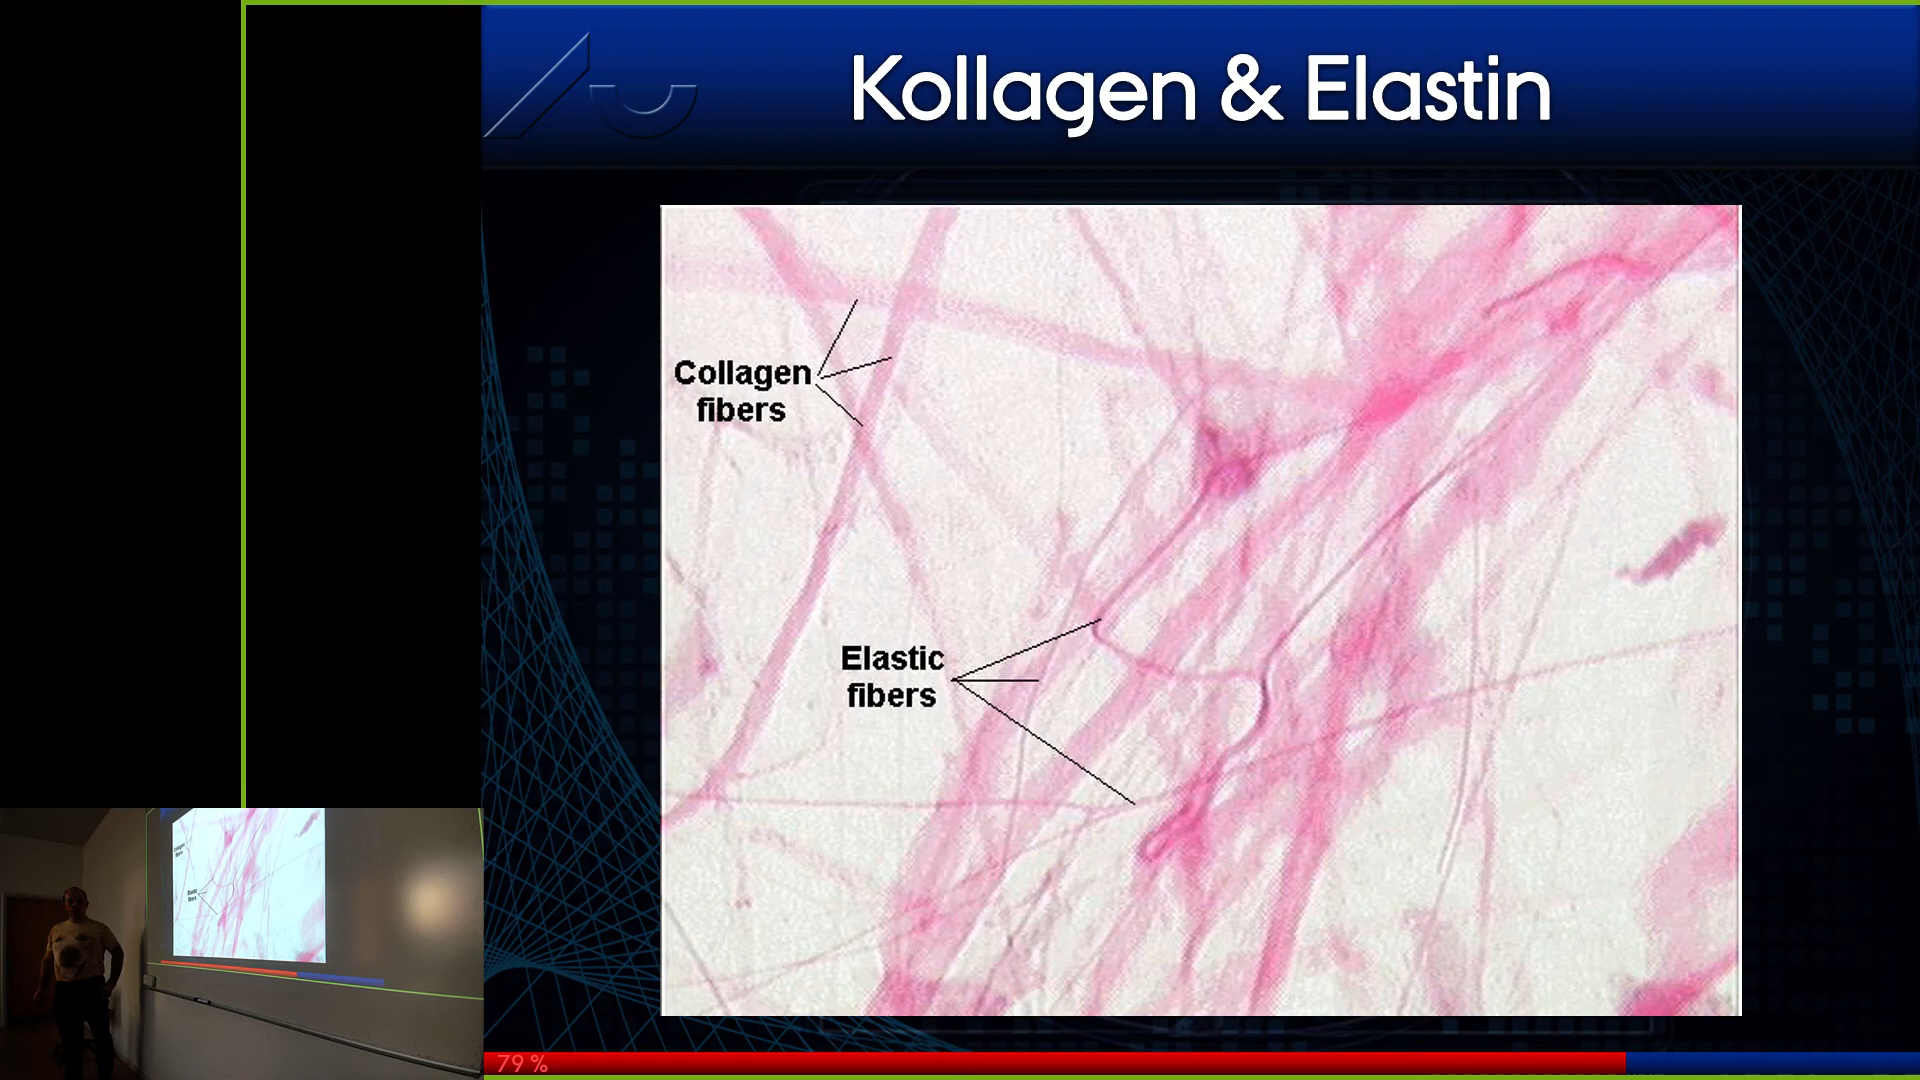 Kollagen & Elastin
Collagen
fibers
Elastic
fibers
79 %